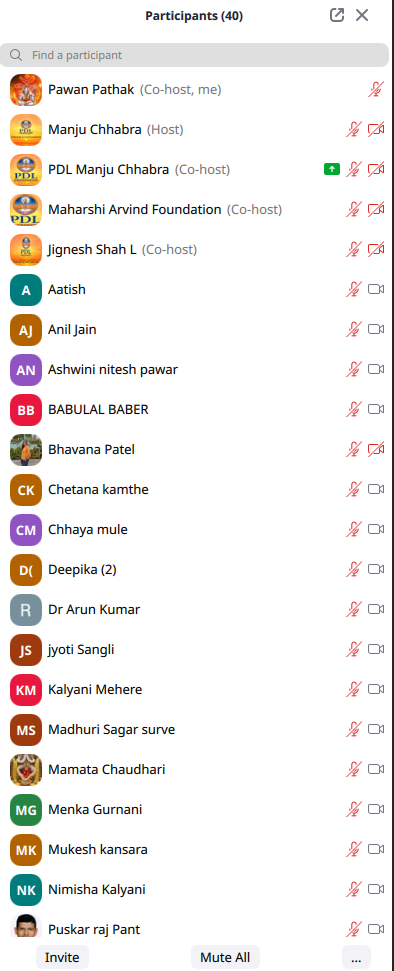 Participants (40)
Find a participant
Pawan Pathak (Co-host, me)
Manju Chhabra (Host)
PDL Manju Chhabra (Co-host)
Maharshi Arvind Foundation (Co-host)
Jignesh Shah L (Co-host)
A Aatish
AJ Anil Jain
AN Ashwini nitesh pawar
BB BABULAL BABER
Bhavana Patel
CK Chetana kamthe
CM Chhaya mule
D( Deepika (2)
R Dr Arun Kumar
JS jyoti Sangli
KM Kalyani Mehere
MS Madhuri Sagar surve
Mamata Chaudhari
MG Menka Gurnani
MK Mukesh kansara
NK Nimisha Kalyani
Puskar raj Pant
Invite Mute All ...